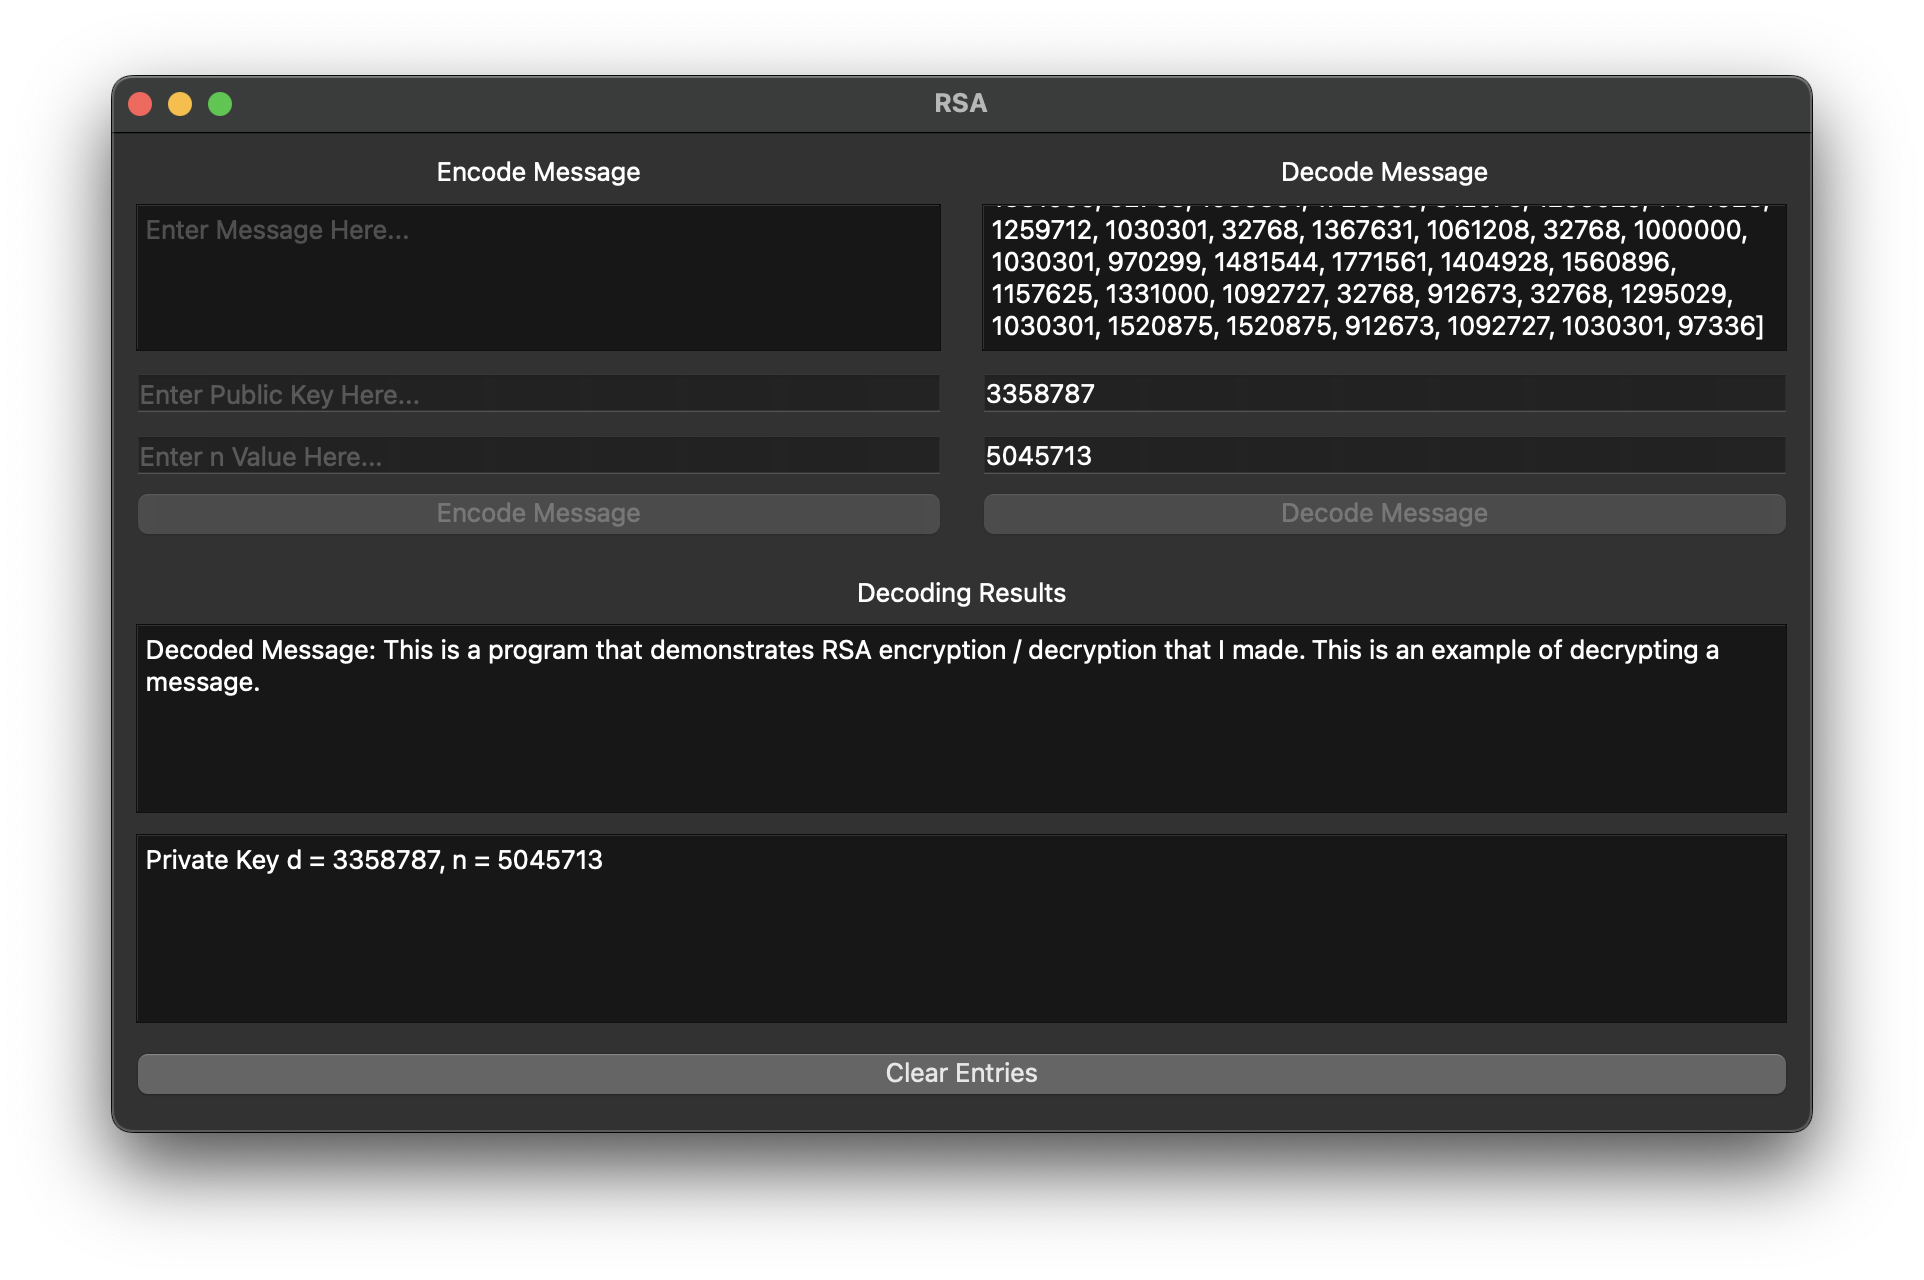 RSA
Encode Message
Enter Message Here...
Enter Public Key Here...
Enter n Value Here...
Encode Message
Decode Message
1259712, 1030301, 32768, 1367631, 1061208, 32768, 1000000,
1030301, 970299, 1481544, 1771561, 1404928, 1560896,
1157625, 1331000, 1092727, 32768, 912673, 32768, 1295029,
1030301, 1520875, 1520875, 912673, 1092727, 1030301, 97336]
3358787
5045713
Decode Message
Decoding Results
Decoded Message: This is a program that demonstrates RSA encryption / decryption that I made. This is an example of decrypting a
message.
Private Key d = 3358787, n = 5045713
Clear Entries